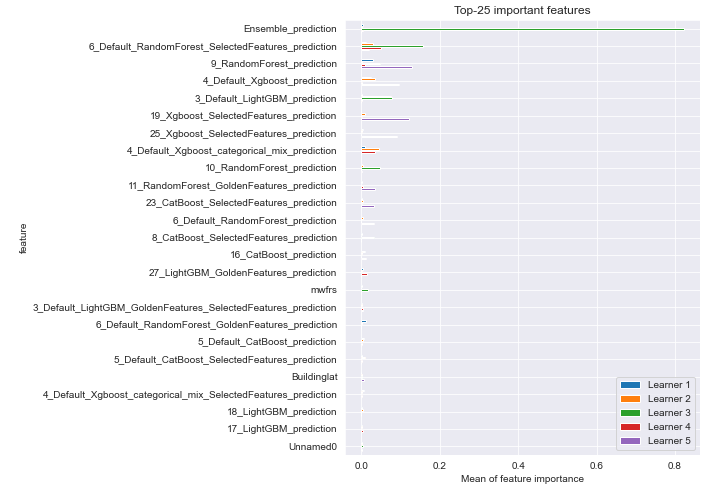 Top-25 important features
Ensemble_prediction
6_Default_RandomForest_SelectedFeatures_prediction
9_RandomForest_prediction
4_Default_Xgboost_prediction
3_Default_LightGBM_prediction
19_Xgboost_SelectedFeatures_prediction
25_Xgboost_SelectedFeatures_prediction
4_Default_Xgboost_categorical_mix_prediction
10_RandomForest_prediction
11_RandomForest_GoldenFeatures_prediction
23_CatBoost_SelectedFeatures_prediction
6_Default_RandomForest_prediction
8_CatBoost_SelectedFeatures_prediction
16_CatBoost_prediction
27_LightGBM_GoldenFeatures_prediction
mwfrs
3_Default_LightGBM_GoldenFeatures_SelectedFeatures_prediction
6_Default_RandomForest_GoldenFeatures_prediction
5_Default_CatBoost_prediction
5_Default_CatBoost_SelectedFeatures_prediction
Buildinglat
4_Default_Xgboost_categorical_mix_SelectedFeatures_prediction
18_LightGBM_prediction
17_LightGBM_prediction
Unnamed0
feature
Learner 1
Learner 2
Learner 3
Learner 4
Learner 5
0.0 0.2 0.4 0.6 0.8
Mean of feature importance